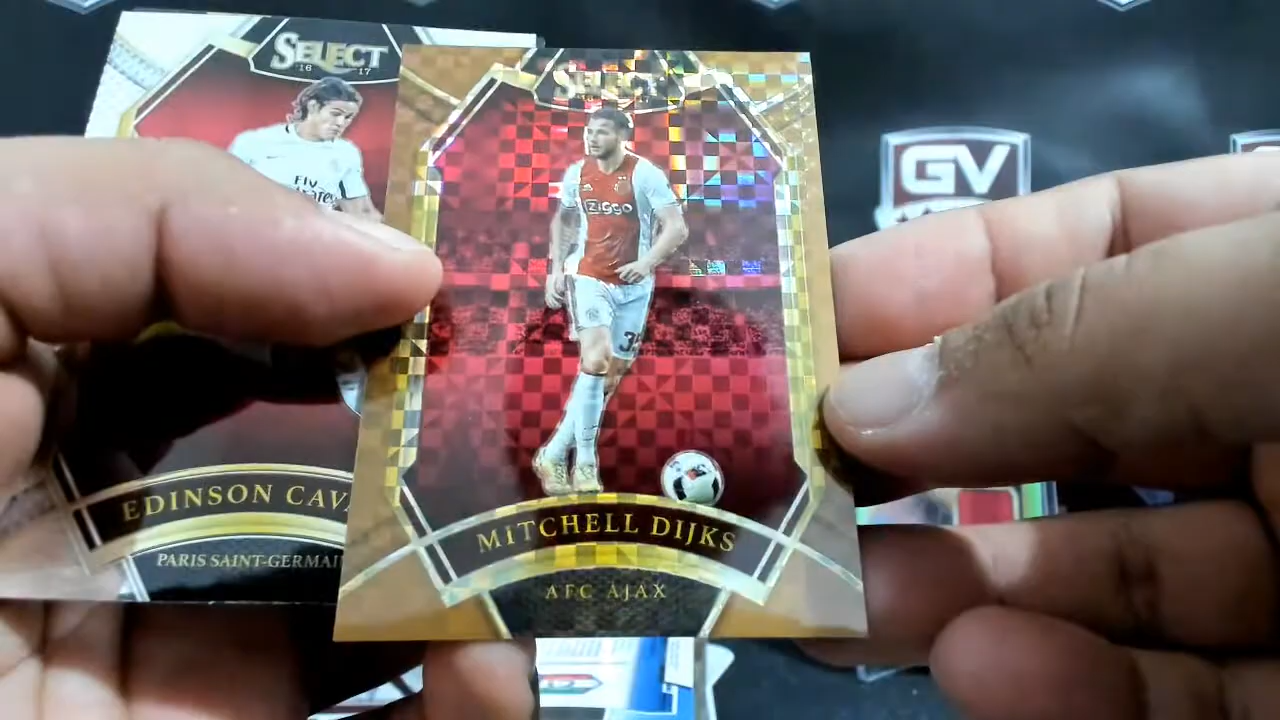 SELECT
16 17
FLY
Emirates
EDINSON CAV
PARIS SAINT-GERMAI
SELECT
ZIGGO
MITCHELL DIJKS
AFC AJAX
GV